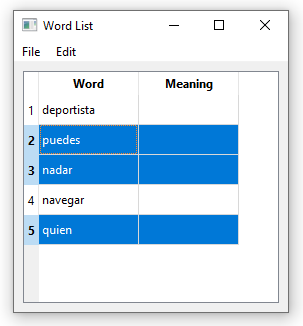 Word List
File Edit
Word Meaning
1 deportista
2 puedes
3 nadar
4 navegar
5 quien